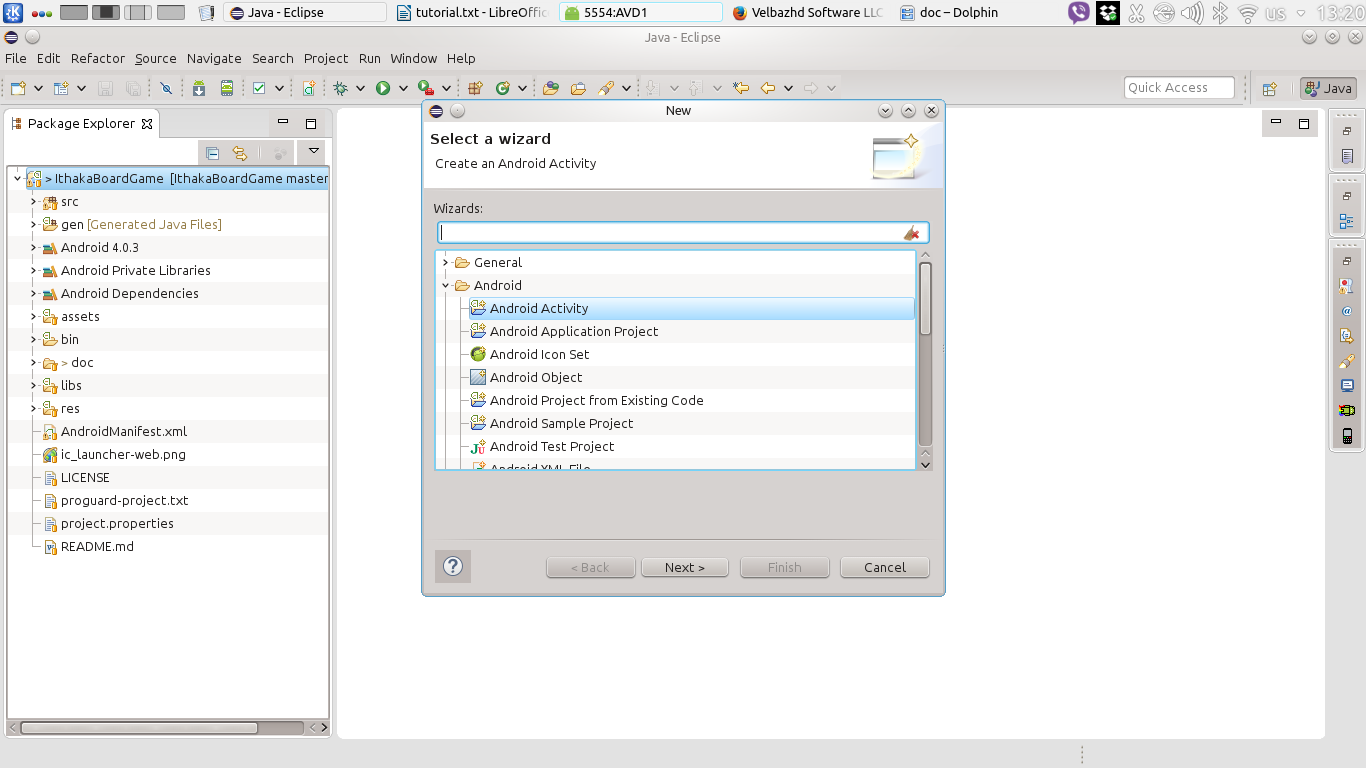 Java - Eclipse
tutorial.txt - LibreOffic
5554:AVD1
Velbazhd Software LLC
doc – Dolphin
us
13:20
Java - Eclipse
File Edit Refactor Source Navigate Search Project Run Window Help
Quick Access
Java
Package Explorer
> IthakaBoardGame [IthakaBoardGame master
src
gen [Generated Java Files]
Android 4.0.3
Android Private Libraries
Android Dependencies
assets
bin
> doc
libs
res
AndroidManifest.xml
ic_launcher-web.png
LICENSE
proguard-project.txt
project.properties
README.md
New
Select a wizard
Create an Android Activity
Wizards:
General
Android
Android Activity
Android Application Project
Android Icon Set
Android Object
Android Project from Existing Code
Android Sample Project
Android Test Project
Android XML File
?
< Back
Next >
Finish
Cancel